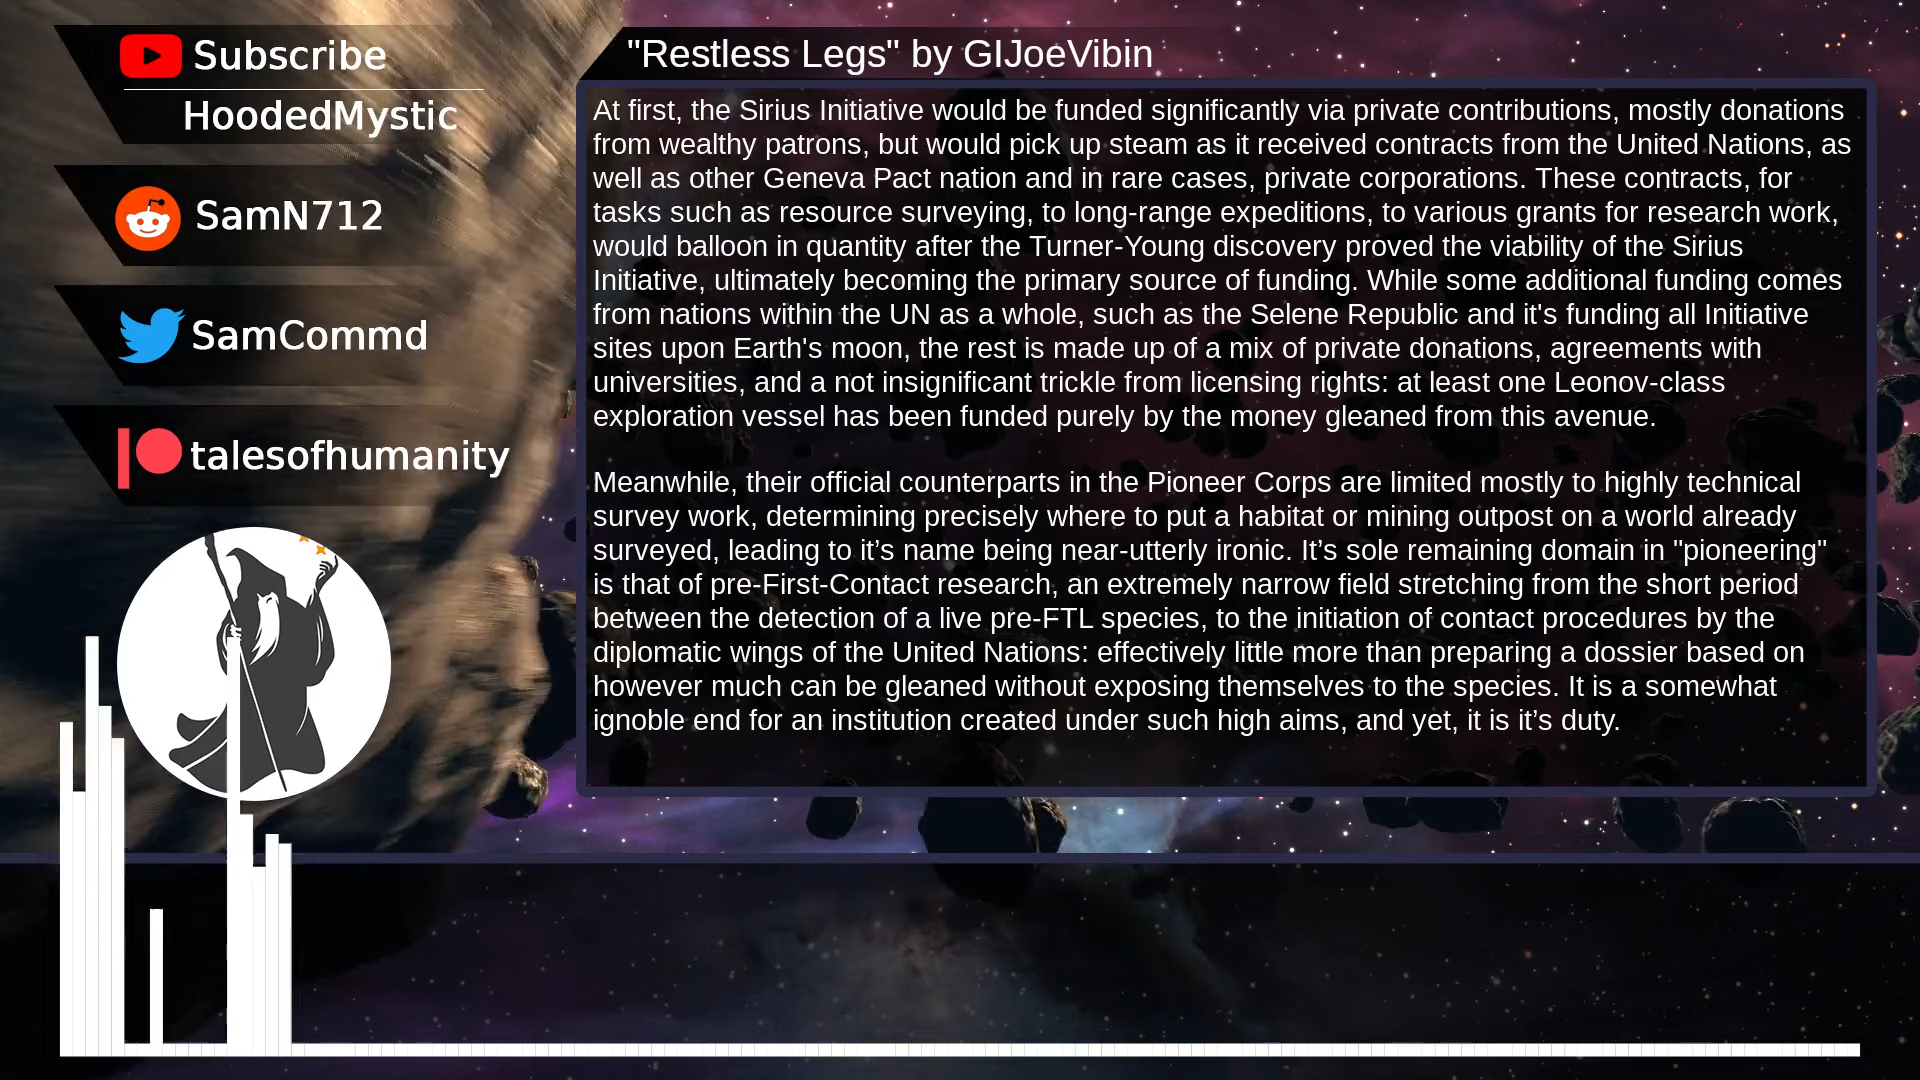 Subscribe
HoodedMystic
SamN712
SamCommd
talesofhumanity
"Restless Legs" by GIJoeVibin
At first, the Sirius Initiative would be funded significantly via private contributions, mostly donations
from wealthy patrons, but would pick up steam as it received contracts from the United Nations, as
well as other Geneva Pact nation and in rare cases, private corporations. These contracts, for
tasks such as resource surveying, to long-range expeditions, to various grants for research work,
would balloon in quantity after the Turner-Young discovery proved the viability of the Sirius
Initiative, ultimately becoming the primary source of funding. While some additional funding comes
from nations within the UN as a whole, such as the Selene Republic and it's funding all Initiative
sites upon Earth's moon, the rest is made up of a mix of private donations, agreements with
universities, and a not insignificant trickle from licensing rights: at least one Leonov-class
exploration vessel has been funded purely by the money gleaned from this avenue.
Meanwhile, their official counterparts in the Pioneer Corps are limited mostly to highly technical
survey work, determining precisely where to put a habitat or mining outpost on a world already
surveyed, leading to it’s name being near-utterly ironic. It’s sole remaining domain in "pioneering"
is that of pre-First-Contact research, an extremely narrow field stretching from the short period
between the detection of a live pre-FTL species, to the initiation of contact procedures by the
diplomatic wings of the United Nations: effectively little more than preparing a dossier based on
however much can be gleaned without exposing themselves to the species. It is a somewhat
ignoble end for an institution created under such high aims, and yet, it is it’s duty.